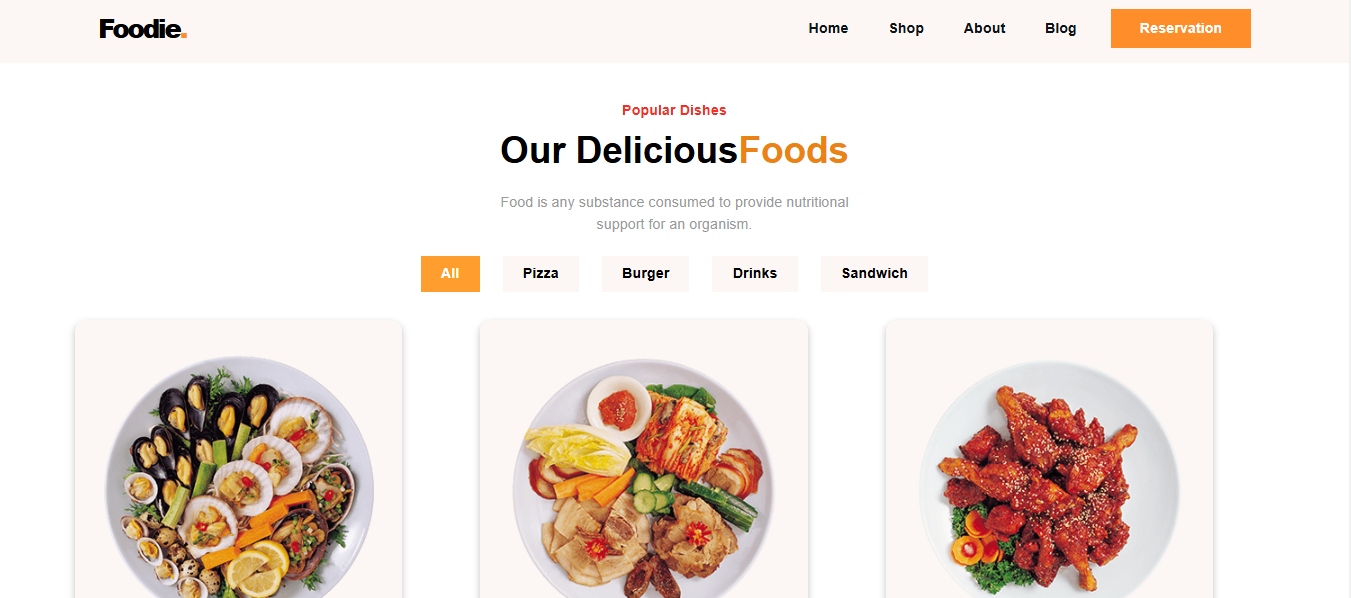 Foodie.
Home Shop About Blog Reservation
Popular Dishes
Our DeliciousFoods
Food is any substance consumed to provide nutritional
support for an organism.
All Pizza Burger Drinks Sandwich